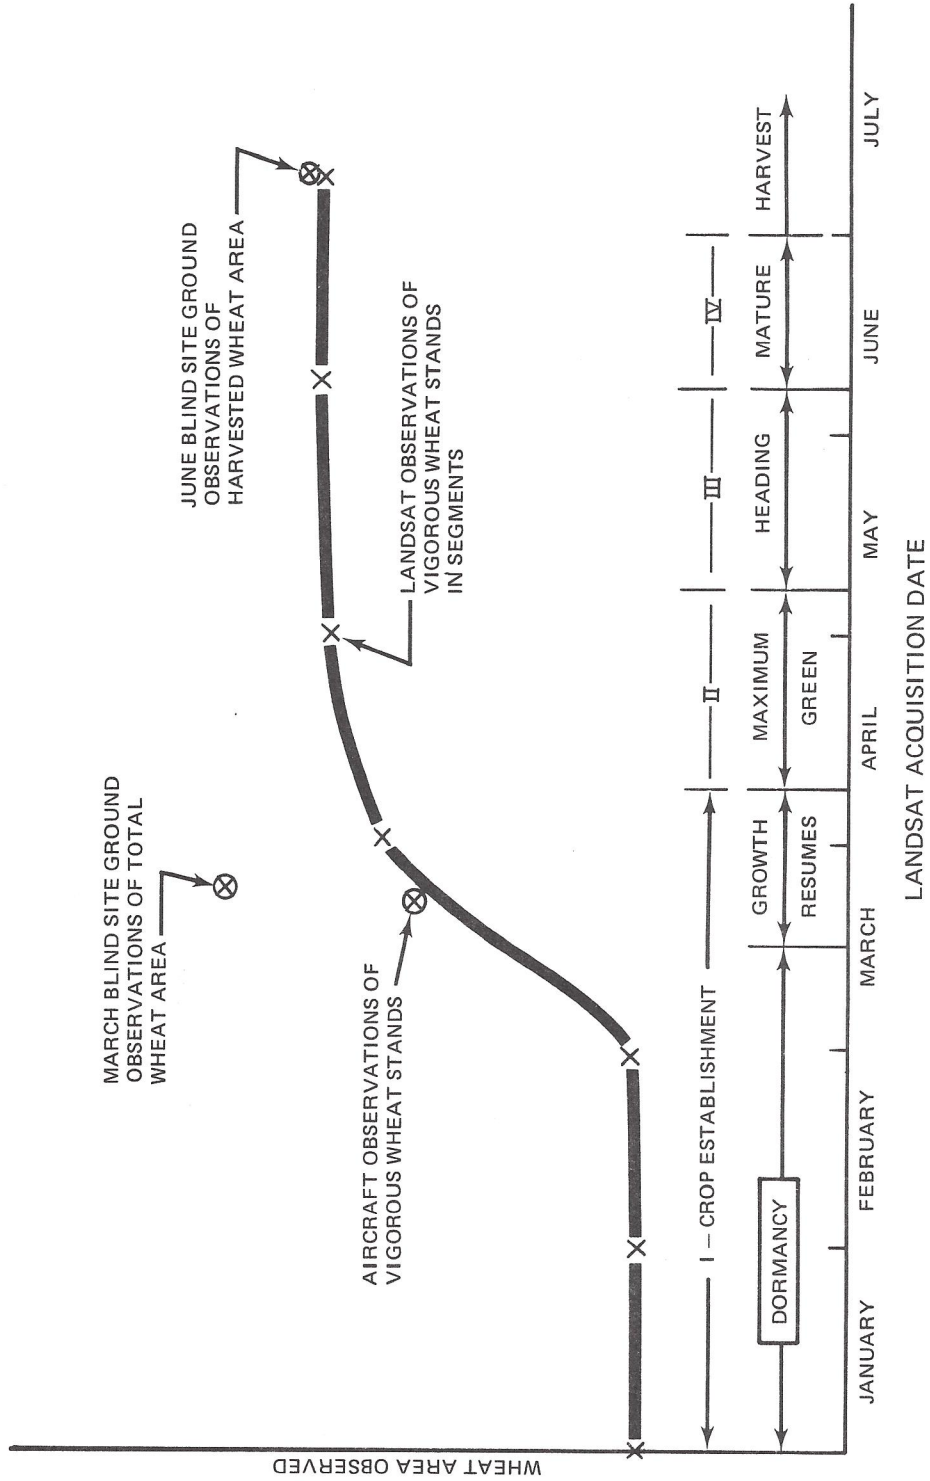 JUNE BLIND SITE GROUND
OBSERVATIONS OF
HARVESTED WHEAT AREA
MARCH BLIND SITE GROUND
OBSERVATIONS OF TOTAL
WHEAT AREA
LANDSAT OBSERVATIONS OF
VIGOROUS WHEAT STANDS
IN SEGMENTS
AIRCRAFT OBSERVATIONS OF
VIGOROUS WHEAT STANDS
WHEAT AREA OBSERVED
I – CROP ESTABLISHMENT
II
III
IV
DORMANCY
GROWTH
RESUMES
MAXIMUM
GREEN
HEADING
MATURE
HARVEST
JANUARY
FEBRUARY
MARCH
APRIL
MAY
JUNE
JULY
LANDSAT ACQUISITION DATE